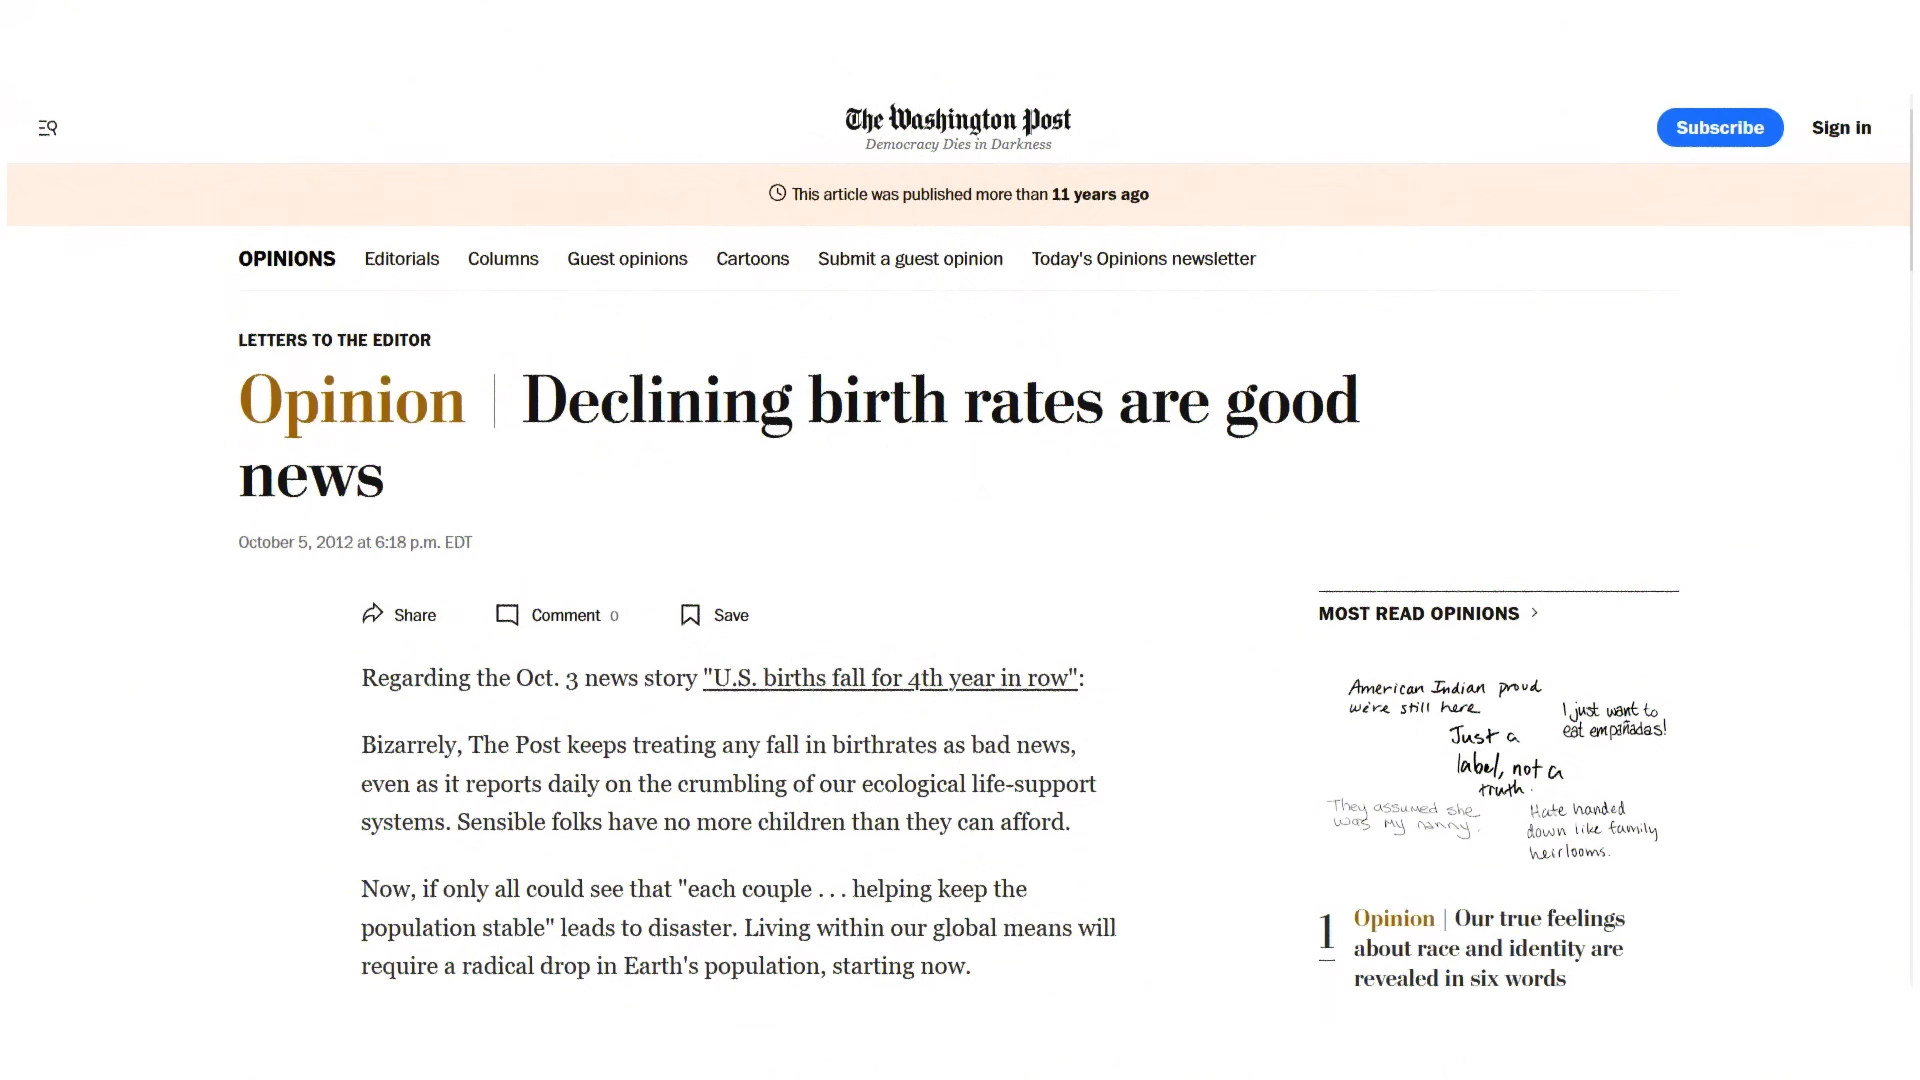 The Washington Post
Democracy Dies in Darkness
Subscribe
Sign in
This article was published more than 11 years ago
OPINIONS Editorials Columns Guest opinions Cartoons Submit a guest opinion Today's Opinions newsletter
LETTERS TO THE EDITOR
Opinion | Declining birth rates are good
news
October 5, 2012 at 6:18 p.m. EDT
Share Comment 0 Save
Regarding the Oct. 3 news story "U.S. births fall for 4th year in row":
Bizarrely, The Post keeps treating any fall in birthrates as bad news,
even as it reports daily on the crumbling of our ecological life-support
systems. Sensible folks have no more children than they can afford.
Now, if only all could see that "each couple . . . helping keep the
population stable" leads to disaster. Living within our global means will
require a radical drop in Earth's population, starting now.
MOST READ OPINIONS >
American Indian proud
we're still here
I just want to
eat empañadas!
Just a
label, not a
truth.
They assumed she
was my nanny.
Hate handed
down like family
heirlooms.
1
Opinion | Our true feelings
about race and identity are
revealed in six words